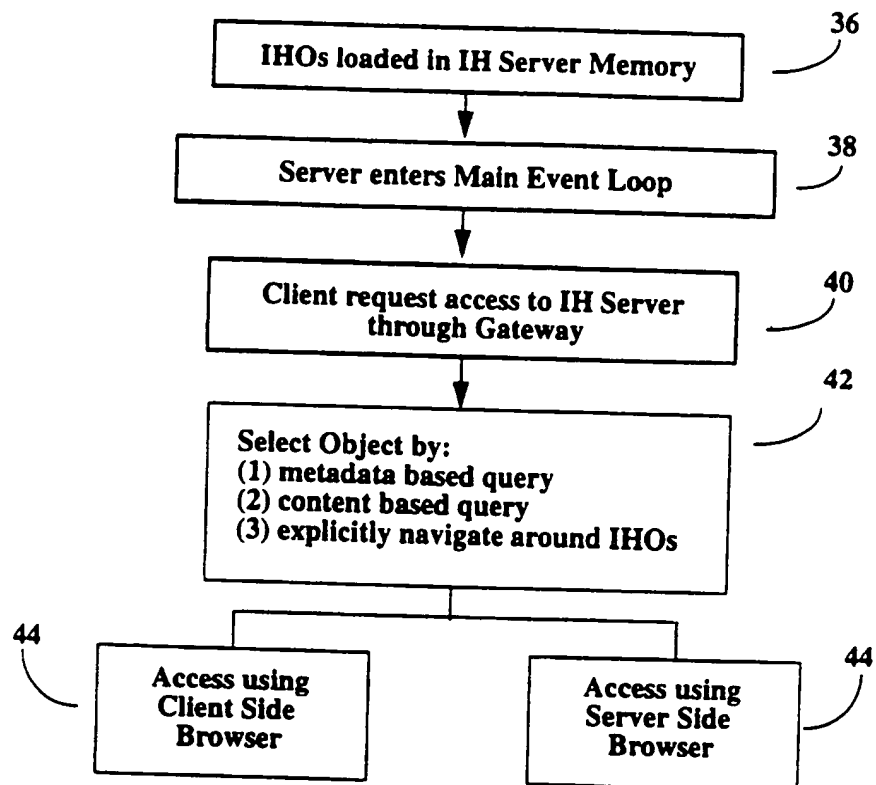 36
IHOs loaded in IH Server Memory
38
Server enters Main Event Loop
40
Client request access to IH Server
through Gateway
42
Select Object by:
(1) metadata based query
(2) content based query
(3) explicitly navigate around IHOs
44
Access using
Client Side
Browser
44
Access using
Server Side
Browser